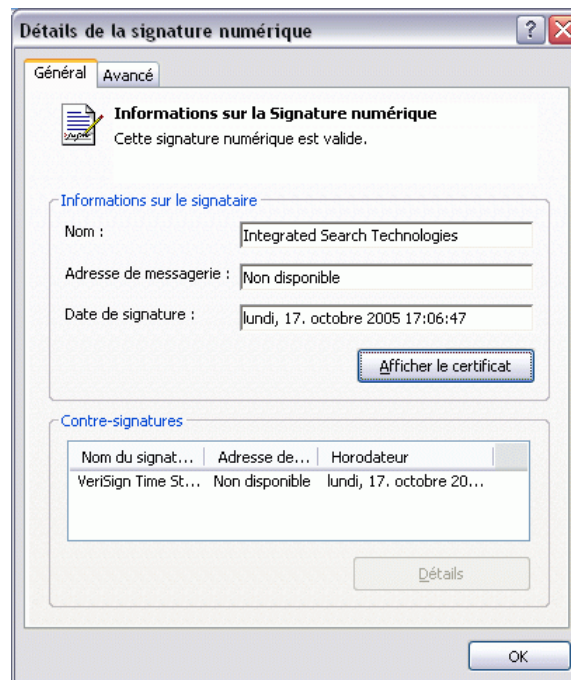 Détails de la signature numérique
Général
Avancé
Informations sur la Signature numérique
Cette signature numérique est valide.
Informations sur le signataire
Nom :
Integrated Search Technologies
Adresse de messagerie :
Non disponible
Date de signature :
lundi, 17. octobre 2005 17:06:47
Afficher le certificat
Contre-signatures
Nom du signat... Adresse de... Horodateur
VeriSign Time St... Non disponible lundi, 17. octobre 20...
Détails
OK